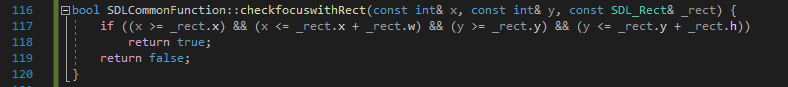 116 bool SDLCommonFunction::checkfocuswithRect(const int& x, const int& y, const SDL_Rect& _rect) {
117 if ((x >= _rect.x) && (x <= _rect.x + _rect.w) && (y >= _rect.y) && (y <= _rect.y + _rect.h))
118 return true;
119 return false;
120 }